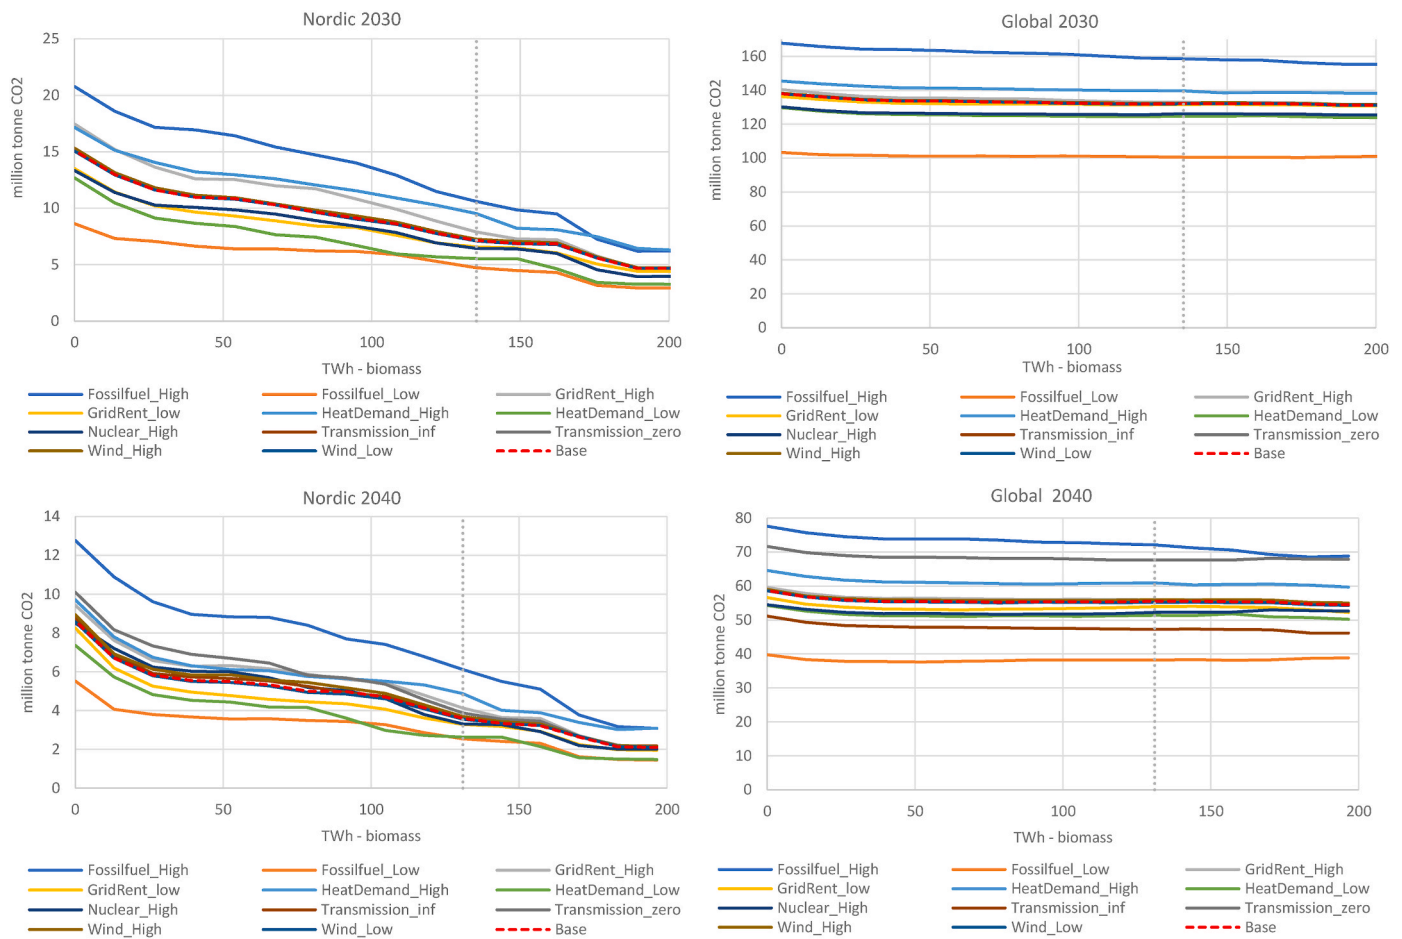 Nordic 2030
million tonne CO2
25
20
15
10
5
0
0 50 100 150 200
TWh - biomass
Fossilfuel_High Fossilfuel_Low GridRent_High
GridRent_low HeatDemand_High HeatDemand_Low
Nuclear_High Transmission_inf Transmission_zero
Wind_High Wind_Low Base
Global 2030
million tonne CO2
160
140
120
100
80
60
40
20
0
0 50 100 150 200
TWh - biomass
Fossilfuel_High Fossilfuel_Low GridRent_High
GridRent_low HeatDemand_High HeatDemand_Low
Nuclear_High Transmission_inf Transmission_zero
Wind_High Wind_Low Base
Nordic 2040
million tonne CO2
14
12
10
8
6
4
2
0
0 50 100 150 200
TWh - biomass
Fossilfuel_High Fossilfuel_Low GridRent_High
GridRent_low HeatDemand_High HeatDemand_Low
Nuclear_High Transmission_inf Transmission_zero
Wind_High Wind_Low Base
Global 2040
million tonne CO2
80
70
60
50
40
30
20
10
0
0 50 100 150 200
TWh - biomass
Fossilfuel_High Fossilfuel_Low GridRent_High
GridRent_low HeatDemand_High HeatDemand_Low
Nuclear_High Transmission_inf Transmission_zero
Wind_High Wind_Low Base